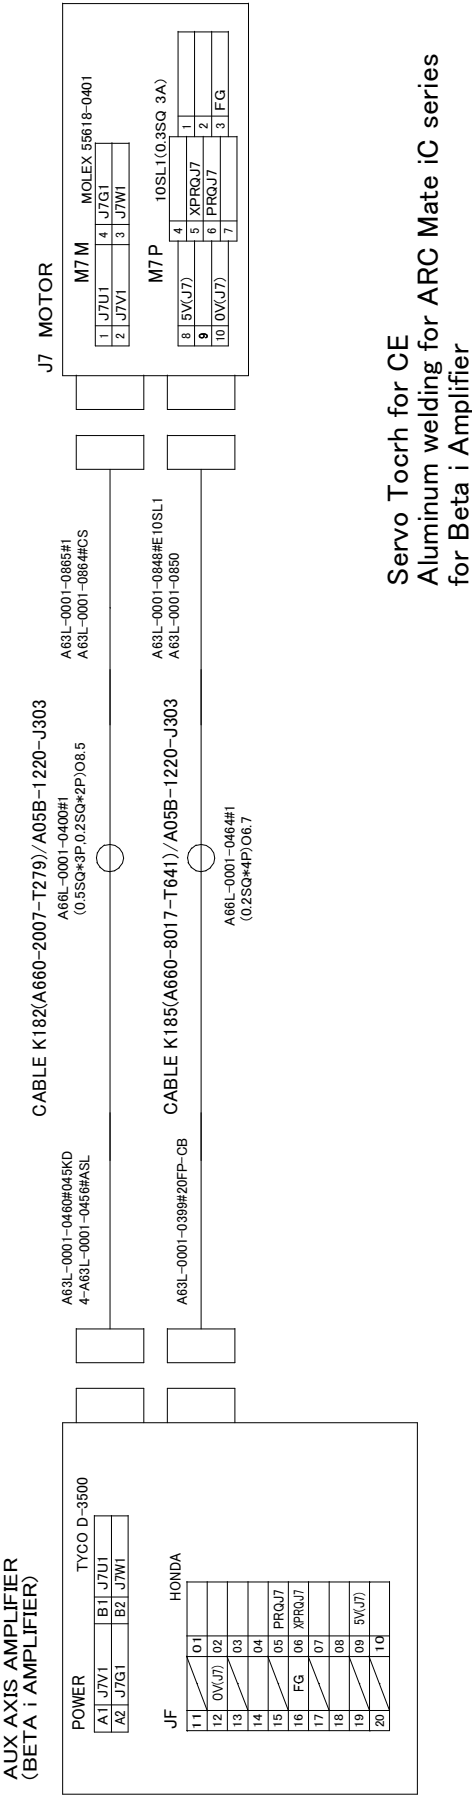 AUX AXIS AMPLIFIER
(BETA i AMPLIFIER)
POWER
TYCO D-3500
A1 J7V1 B1 J7U1
A2 J7G1 B2 J7W1
JF
HONDA
11 01
12 0V(J7) 02
13 03
14 04
15 05 PRQJ7
16 FG 06 XPRQJ7
17 07
18 08
19 09 5V(J7)
20 10
A63L-0001-0460#045KD
4-A63L-0001-0456#ASL
CABLE K182(A660-2007-T279)/A05B-1220-J303
A66L-0001-0400#1
(0.5SQ*3P,0.2SQ*2P)O8.5
A63L-0001-0865#1
A63L-0001-0864#CS
A63L-0001-0399#20FP-CB
CABLE K185(A660-8017-T641)/A05B-1220-J303
A66L-0001-0464#1
(0.2SQ*4P)O6.7
A63L-0001-0848#E10SL1
A63L-0001-0850
J7 MOTOR
M7M
MOLEX 55618-0401
1 J7U1 4 J7G1
2 J7V1 3 J7W1
M7P
10SL1(0.3SQ 3A)
8 5V(J7) 4 1
9 5 XPRQJ7 2
10 0V(J7) 6 PRQJ7 3 FG
7
Servo Tocrh for CE
Aluminum welding for ARC Mate iC series
for Beta i Amplifier